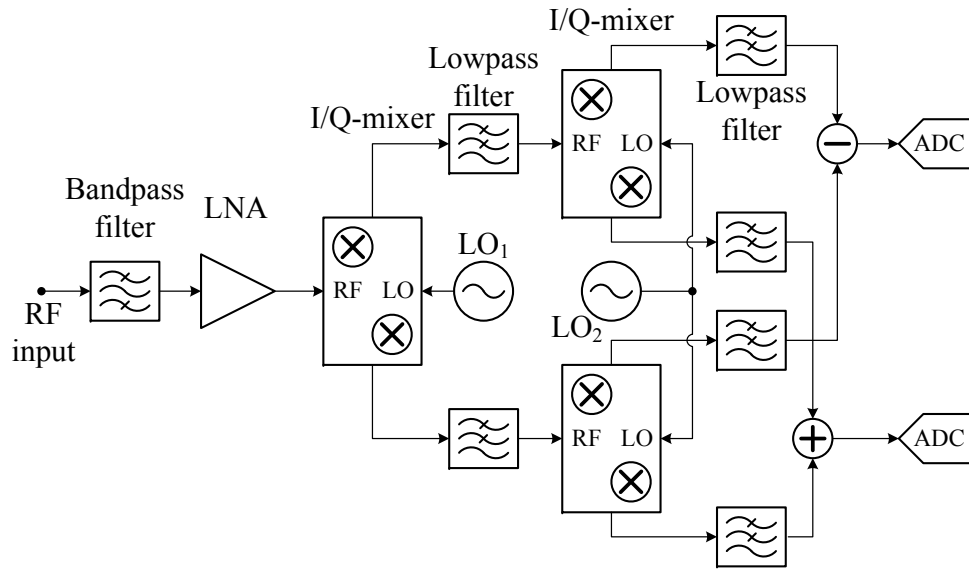 I/Q-mixer
Lowpass
filter
I/Q-mixer
Lowpass
filter
RF
LO
ADC
Bandpass
filter
LNA
LO₁
RF
LO
LO₂
RF
input
RF
LO
ADC